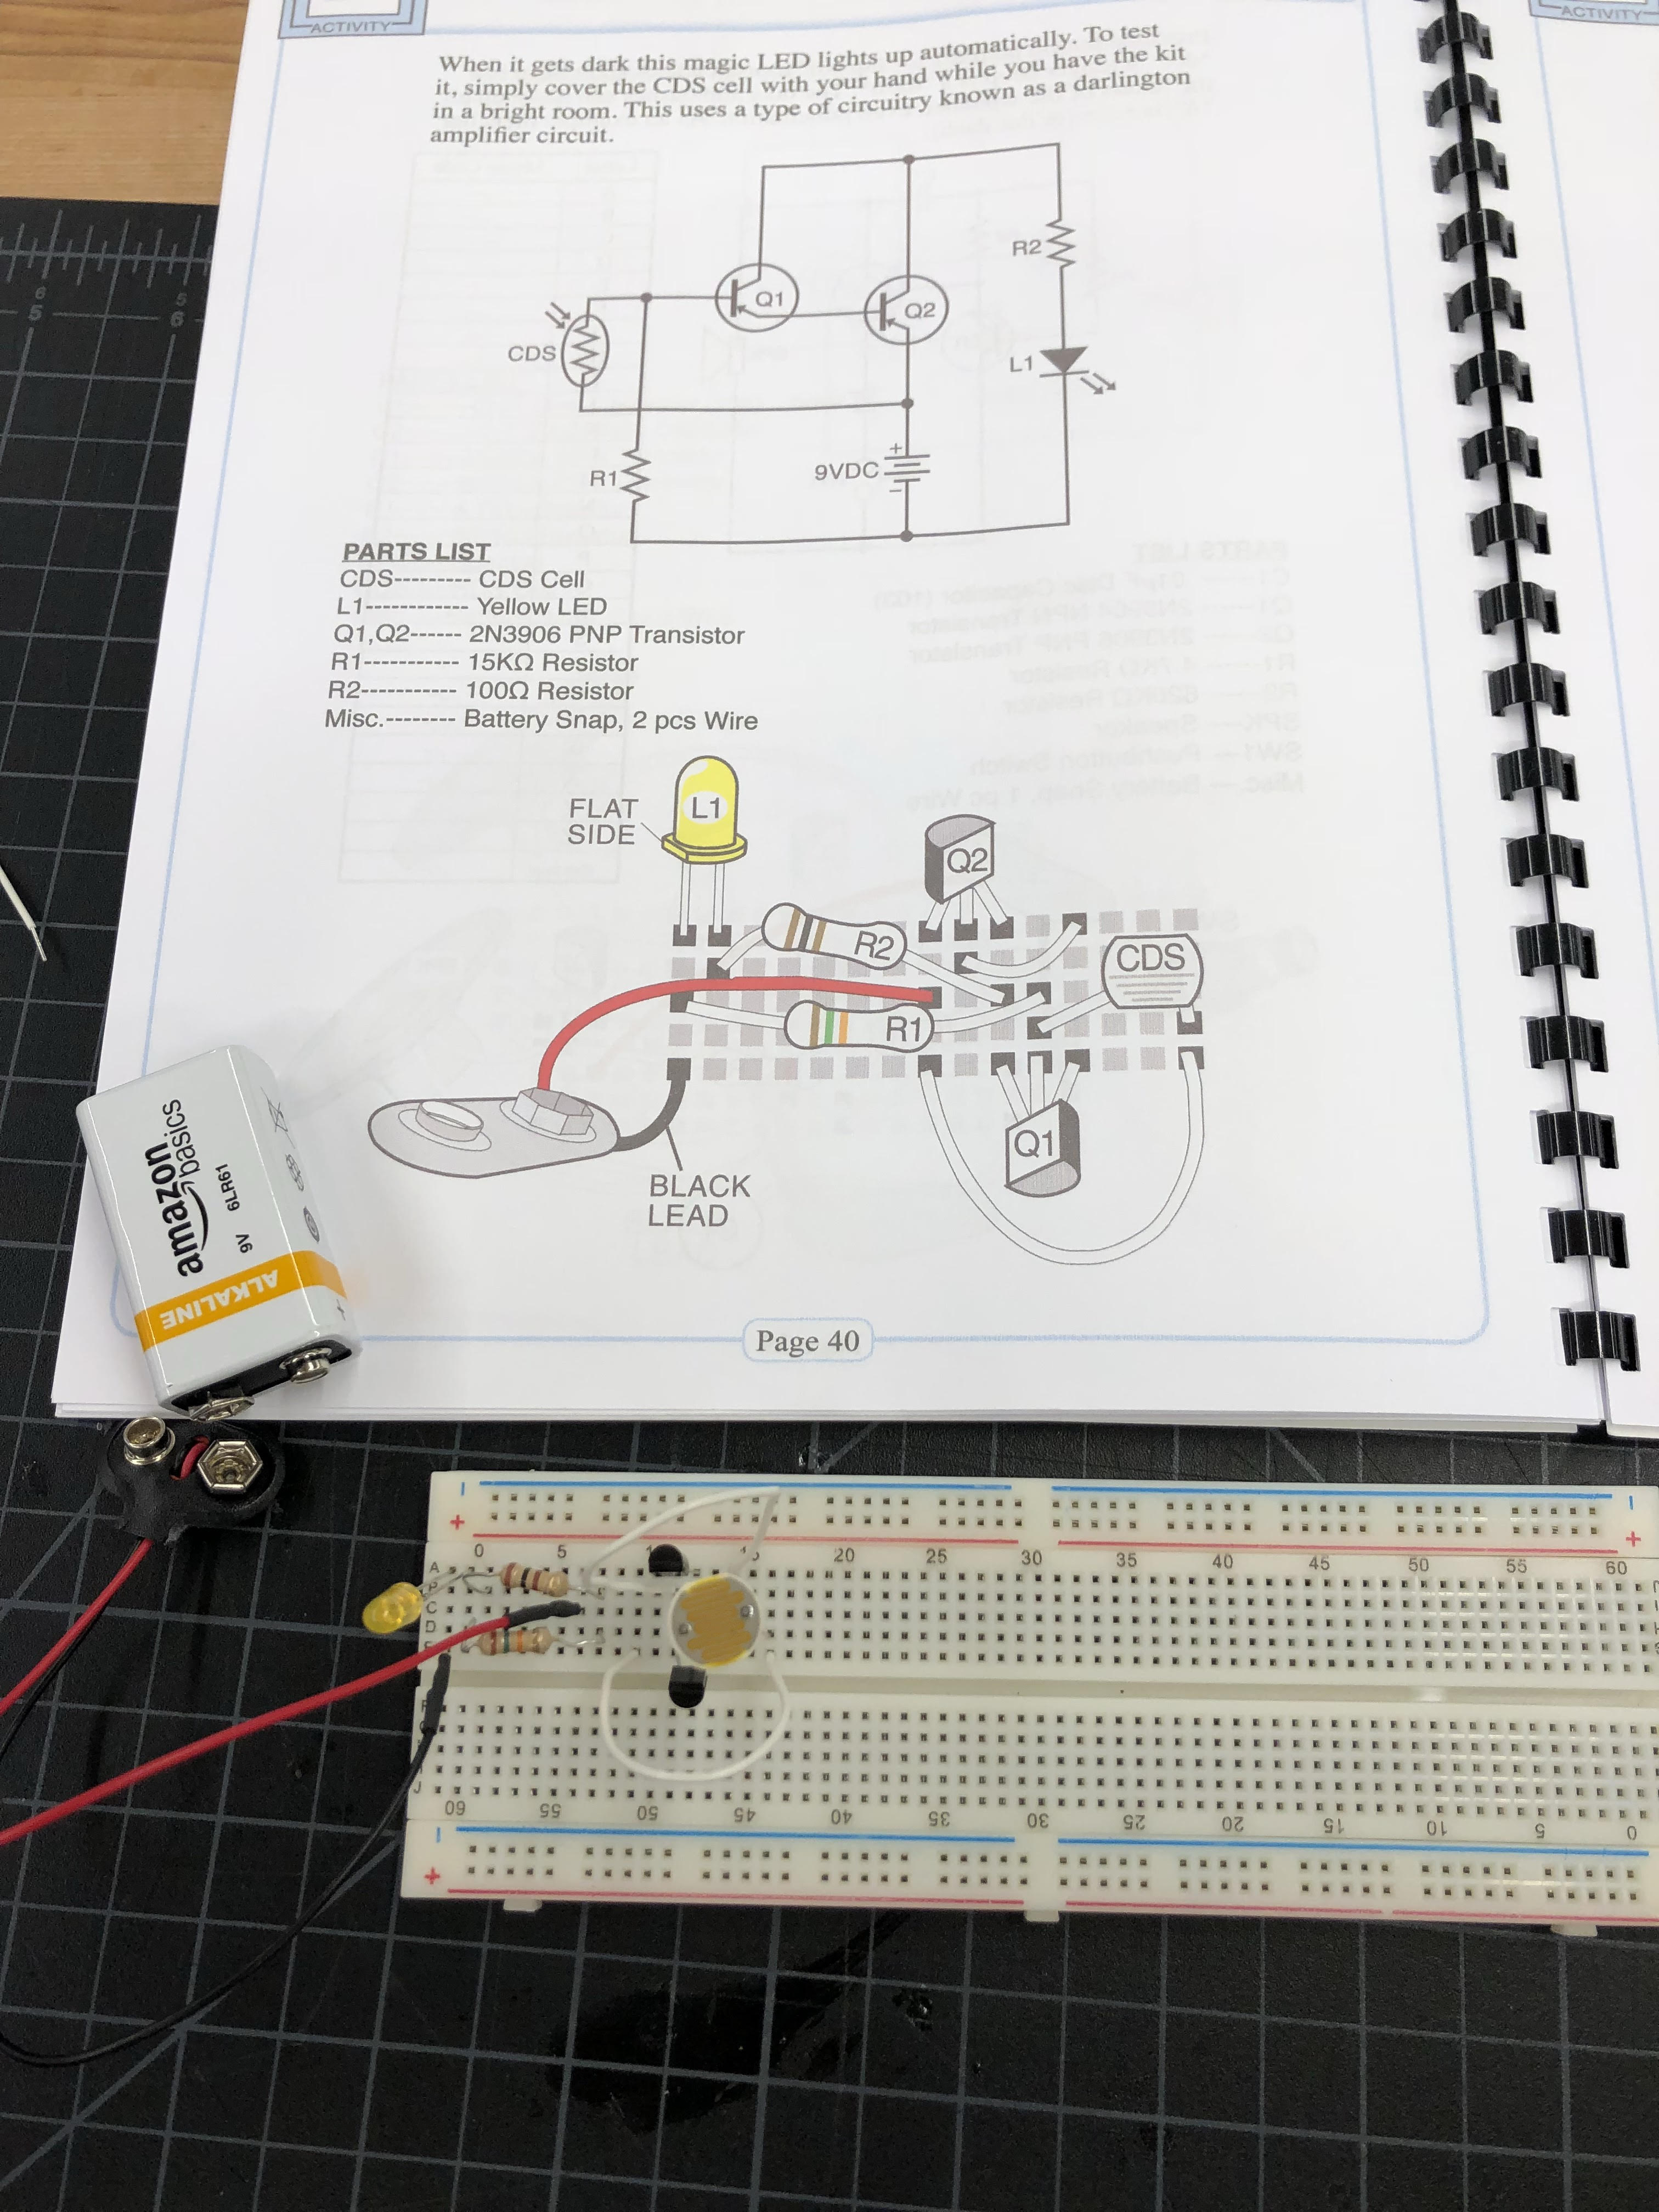 ACTIVITY
ACTIVITY
When it gets dark this magic LED lights up automatically. To test
it, simply cover the CDS cell with your hand while you have the kit
in a bright room. This uses a type of circuitry known as a darlington
amplifier circuit.
R2
Q1
Q2
CDS
L1
R1
9VDC
+
-
PARTS LIST
CDS--------- CDS Cell
L1------------ Yellow LED
Q1,Q2------ 2N3906 PNP Transistor
R1----------- 15KΩ Resistor
R2----------- 100Ω Resistor
Misc.-------- Battery Snap, 2 pcs Wire
FLAT
SIDE
L1
Q2
R2
CDS
R1
Q1
BLACK
LEAD
Page 40
6 5
5 6
amazon
basics
9V 6LR61
ALKALINE
+
-
+
-
+
0 5 15 20 25 30 35 40 45 50 55 60
A
C
D
J
60 55 50 45 40 35 30 25 20 15 10 5 0
-
+